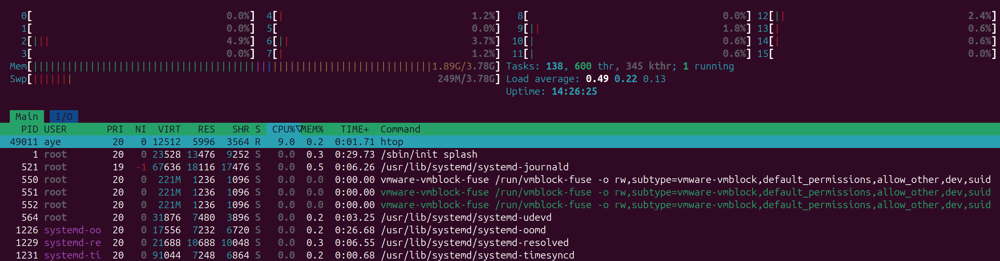 0[ 0.0%] 4[| 1.2%] 8[ 0.0%] 12[|| 2.4%]
1[ 0.0%] 5[ 0.0%] 9[|| 1.8%] 13[| 0.6%]
2[||| 4.9%] 6[|| 3.7%] 10[| 0.6%] 14[| 0.6%]
3[ 0.0%] 7[| 1.2%] 11[| 0.6%] 15[ 0.0%]
Mem[||||||||||||||||||||||||||||||||||||||||||||||||||||||||||||||||||||||1.89G/3.78G] Tasks: 138, 600 thr, 345 kthr; 1 running
Swp[||||||| 249M/3.78G] Load average: 0.49 0.22 0.13
Uptime: 14:26:25
Main I/O
PID USER PRI NI VIRT RES SHR S CPU%▽MEM% TIME+ Command
49011 aye 20 0 12512 5996 3564 R 9.0 0.2 0:01.71 htop
1 root 20 0 23528 13476 9252 S 0.0 0.3 0:29.73 /sbin/init splash
521 root 19 -1 67636 18116 17476 S 0.0 0.5 0:06.26 /usr/lib/systemd/systemd-journald
550 root 20 0 221M 1236 1096 S 0.0 0.0 0:00.00 vmware-vmblock-fuse /run/vmblock-fuse -o rw,subtype=vmware-vmblock,default_permissions,allow_other,dev,suid
551 root 20 0 221M 1236 1096 S 0.0 0.0 0:00.00 vmware-vmblock-fuse /run/vmblock-fuse -o rw,subtype=vmware-vmblock,default_permissions,allow_other,dev,suid
552 root 20 0 221M 1236 1096 S 0.0 0.0 0:00.00 vmware-vmblock-fuse /run/vmblock-fuse -o rw,subtype=vmware-vmblock,default_permissions,allow_other,dev,suid
564 root 20 0 31876 7480 3896 S 0.0 0.2 0:03.25 /usr/lib/systemd/systemd-udevd
1226 systemd-oo 20 0 17556 7232 6720 S 0.0 0.2 0:26.68 /usr/lib/systemd/systemd-oomd
1229 systemd-re 20 0 21688 10688 10048 S 0.0 0.3 0:06.55 /usr/lib/systemd/systemd-resolved
1231 systemd-ti 20 0 91044 7248 6864 S 0.0 0.2 0:00.68 /usr/lib/systemd/systemd-timesyncd